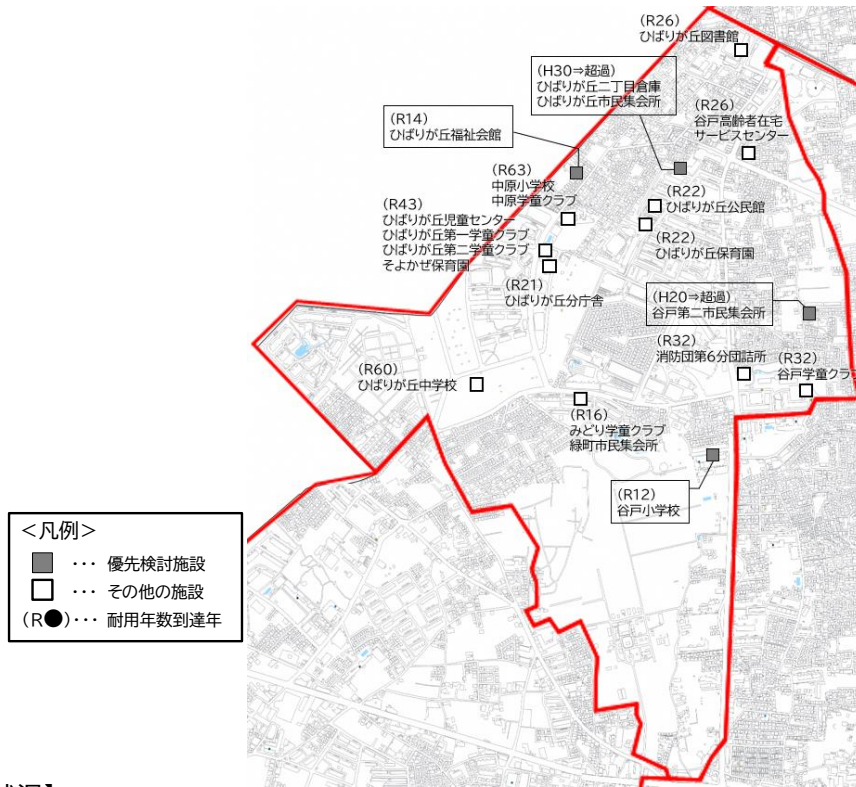 (R26)
ひばりが丘図書館
(H30⇒超過)
ひばりが丘二丁目倉庫
ひばりが丘市民集会所
(R26)
谷戸高齢者在宅
サービスセンター
(R14)
ひばりが丘福祉会館
(R63)
中原小学校
中原学童クラブ
(R43)
ひばりが丘児童センター
ひばりが丘第一学童クラブ
ひばりが丘第二学童クラブ
そよかぜ保育園
(R22)
ひばりが丘公民館
(R22)
ひばりが丘保育園
(R21)
ひばりが丘分庁舎
(H20⇒超過)
谷戸第二市民集会所
(R32)
消防団第6分団詰所
(R32)
谷戸学童クラブ
(R60)
ひばりが丘中学校
(R16)
みどり学童クラブ
緑町市民集会所
(R12)
谷戸小学校
<凡例>
･･･ 優先検討施設
･･･ その他の施設
(R●)･･･ 耐用年数到達年